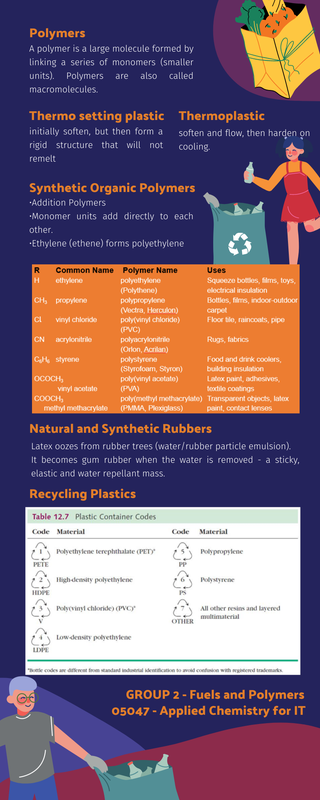 Polymers
A polymer is a large molecule formed by
linking a series of monomers (smaller
units). Polymers are also called
macromolecules.
Thermo setting plastic
initially soften, but then form a
rigid structure that will not
remelt
Thermoplastic
soften and flow, then harden on
cooling.
Synthetic Organic Polymers
•Addition Polymers
•Monomer units add directly to each
other.
•Ethylene (ethene) forms polyethylene
R Common Name Polymer Name Uses
H ethylene polyethylene Squeeze bottles, films, toys,
(Polythene) electrical insulation
CH₃ propylene polypropylene Bottles, films, indoor-outdoor
(Vectra, Herculon) carpet
Cl vinyl chloride poly(vinyl chloride) Floor tile, raincoats, pipe
(PVC)
CN acrylonitrile polyacrylonitrile Rugs, fabrics
(Orlon, Acrilan)
C₆H₅ styrene polystyrene Food and drink coolers,
(Styrofoam, Styron) building insulation
OCOCH₃ poly(vinyl acetate) Latex paint, adhesives,
vinyl acetate (PVA) textile coatings
COOCH₃ poly(methyl methacrylate) Transparent objects, latex
methyl methacrylate (PMMA, Plexiglass) paint, contact lenses
Natural and Synthetic Rubbers
Latex oozes from rubber trees (water/rubber particle emulsion).
It becomes gum rubber when the water is removed - a sticky,
elastic and water repellant mass.
Recycling Plastics
Table 12.7 Plastic Container Codes
Code Material Code Material
1 Polyethylene terephthalate (PET)* 5 Polypropylene
PETE PP
2 High-density polyethylene 6 Polystyrene
HDPE PS
3 Poly(vinyl chloride) (PVC)* 7 All other resins and layered
V OTHER multimaterial
4 Low-density polyethylene
LDPE
*Bottle codes are different from standard industrial identification to avoid confusion with registered trademarks.
GROUP 2 - Fuels and Polymers
05047 - Applied Chemistry for IT